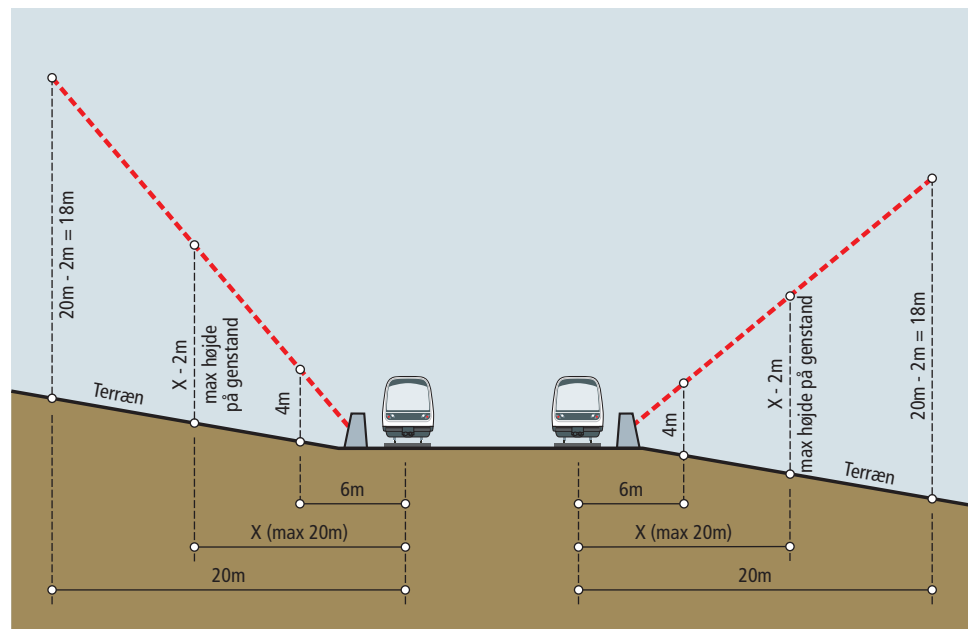 20m - 2m = 18m
Terræn
X - 2m
max højde
på genstand
4m
6m
X (max 20m)
20m
4m
X - 2m
max højde på genstand
20m - 2m = 18m
Terræn
6m
X (max 20m)
20m